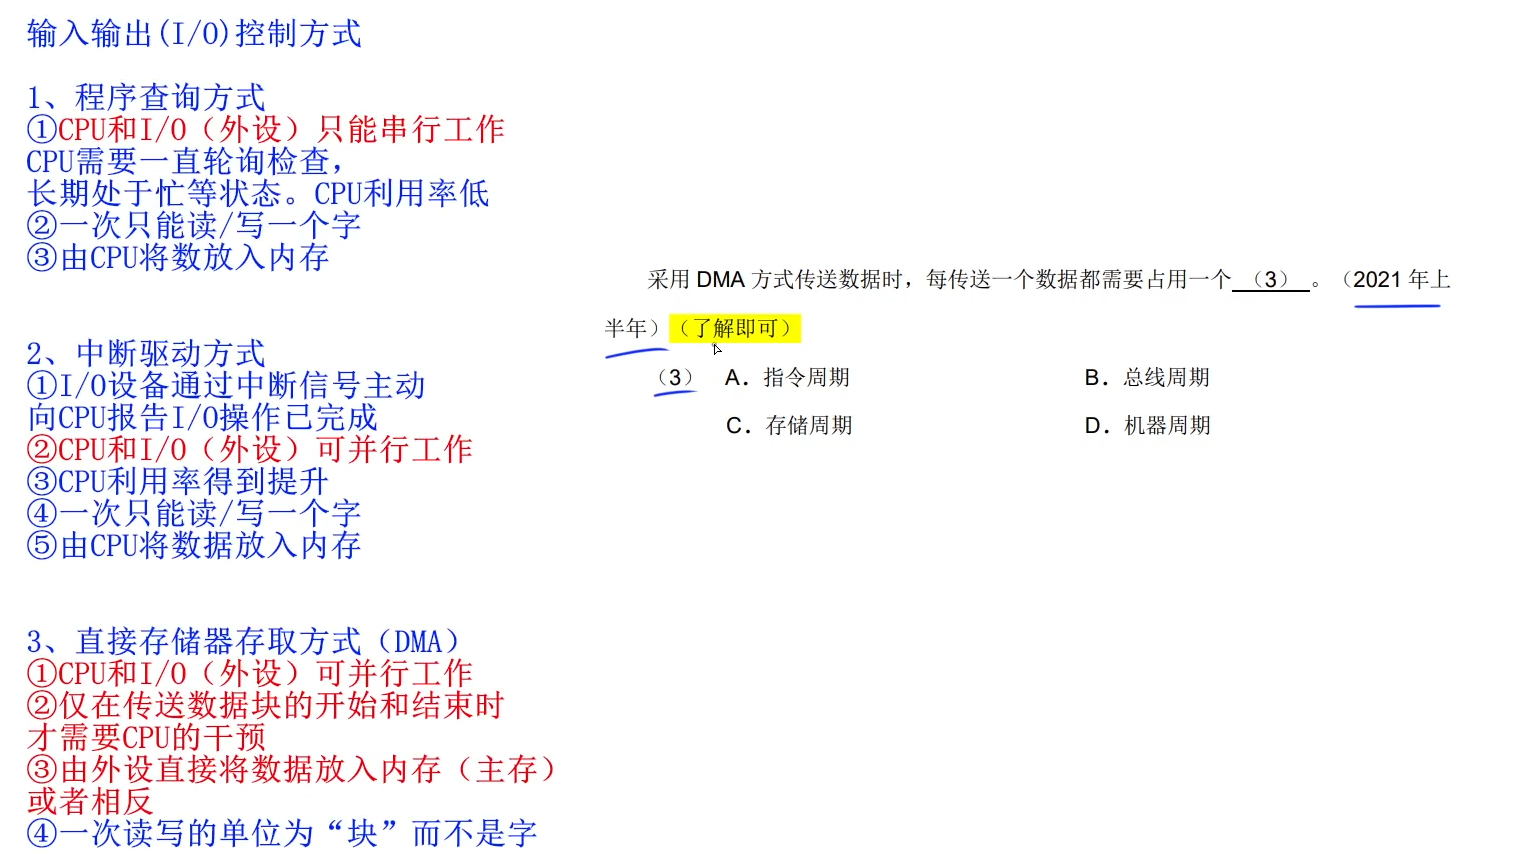 输入输出(I/O)控制方式
1、程序查询方式
①CPU和I/O（外设）只能串行工作
CPU需要一直轮询检查，
长期处于忙等状态。CPU利用率低
②一次只能读/写一个字
③由CPU将数放入内存
2、中断驱动方式
①I/O设备通过中断信号主动
向CPU报告I/O操作已完成
②CPU和I/O（外设）可并行工作
③CPU利用率得到提升
④一次只能读/写一个字
⑤由CPU将数据放入内存
3、直接存储器存取方式（DMA）
①CPU和I/O（外设）可并行工作
②仅在传送数据块的开始和结束时
才需要CPU的干预
③由外设直接将数据放入内存（主存）
或者相反
④一次读写的单位为“块”而不是字
采用 DMA 方式传送数据时，每传送一个数据都需要占用一个 （3） 。（2021 年上
半年）（了解即可）
（3） A．指令周期 B．总线周期
C．存储周期 D．机器周期